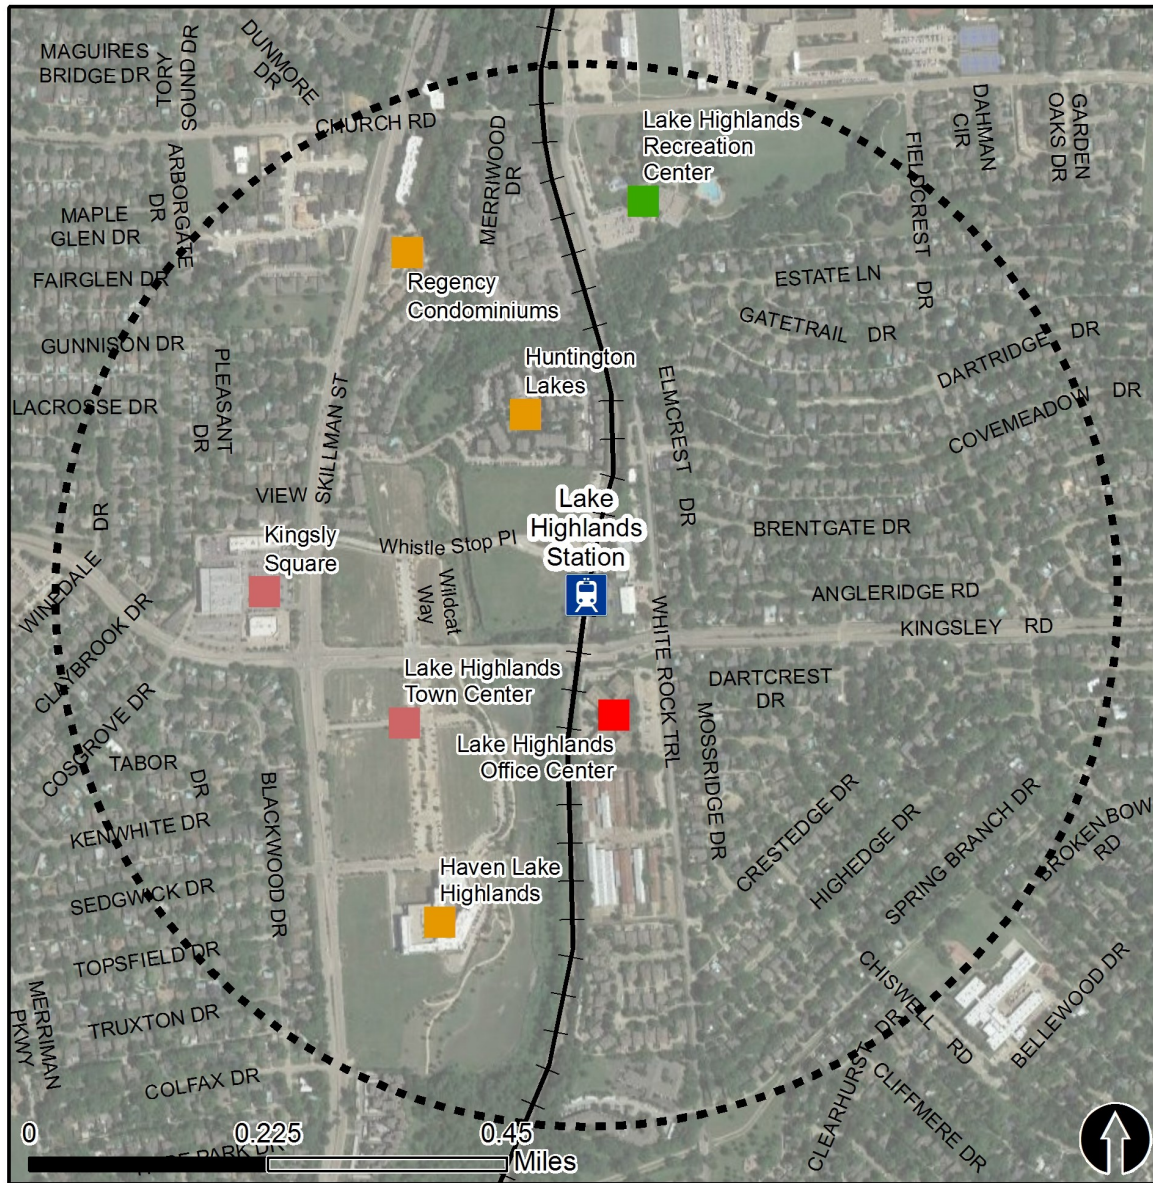 MAGUIRES
BRIDGE DR
TORY
SOUND DR
DUNMORE
DR
CHURCH RD
MERRIWOOD
DR
Lake Highlands
Recreation
Center
DAHMAN
CIR
GARDEN
OAKS DR
FIELDCREST
DR
ARBORGATE
DR
MAPLE
GLEN DR
FAIRGLEN DR
Regency
Condominiums
ESTATE LN
GATETRAIL DR
DARTRIDGE DR
GUNNISON DR
PLEASANT
DR
Huntington
Lakes
ELMCREST
DR
COVEMEADOW DR
LACROSSE DR
SKILLMAN ST
VIEW
DR
Lake
Highlands
Station
BRENTGATE DR
Kingsly
Square
Whistle Stop Pl
Wildcat
Way
WINEDALE
ANGLERIDGE RD
KINGSLEY RD
CLAYBROOK DR
WHITE ROCK TRL
Lake Highlands
Town Center
DARTCREST
DR
COSGROVE DR
MOSSRIDGE DR
Lake Highlands
Office Center
TABOR
DR
BLACKWOOD DR
KENWHITE DR
CRESTEDGE DR
HIGHEDGE DR
SPRING BRANCH DR
BROKEN BOW
RD
Haven Lake
Highlands
SEDGWICK DR
TOPSFIELD DR
CHISWELL
RD
BELLEWOOD DR
MERRIMAN
PKWY
TRUXTON DR
CLEARHURST DR
CLIFFMERE DR
COLFAX DR
PARK DR
0 0.225 0.45
Miles